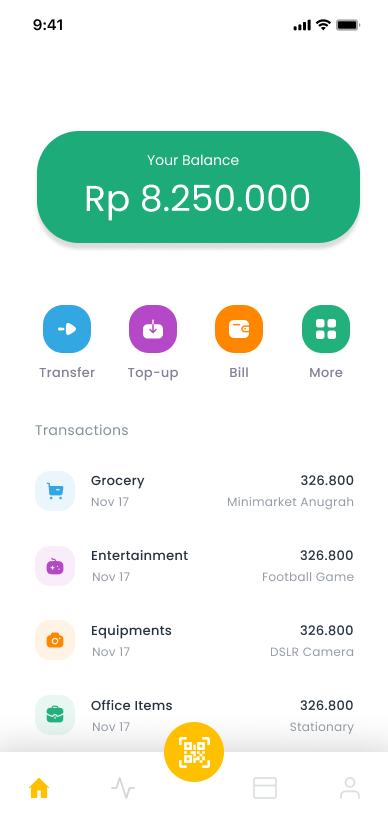 9:41
Your Balance
Rp 8.250.000
Transfer Top-up Bill More
Transactions
Grocery 326.800
Nov 17 Minimarket Anugrah
Entertainment 326.800
Nov 17 Football Game
Equipments 326.800
Nov 17 DSLR Camera
Office Items 326.800
Nov 17 Stationary